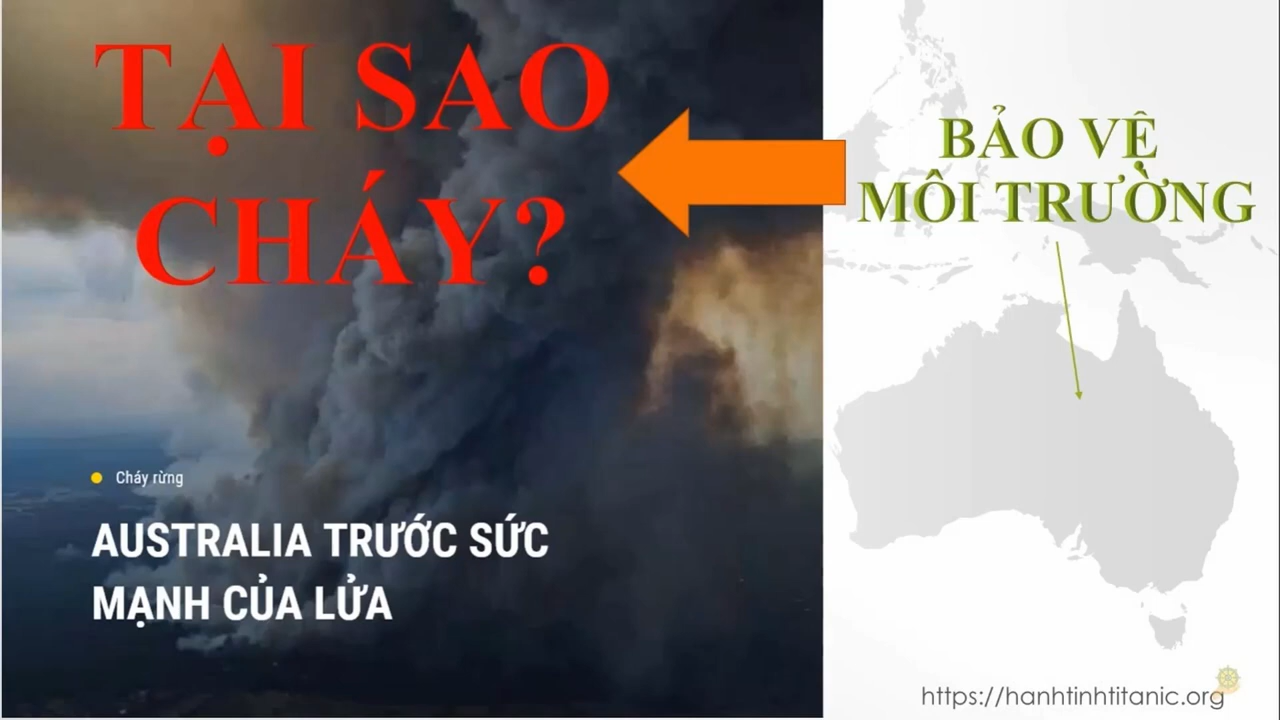 TẠI SAO
CHÁY?
BẢO VỆ
MÔI TRƯỜNG
Cháy rừng
AUSTRALIA TRƯỚC SỨC
MẠNH CỦA LỬA
https://hanhtinhtitanic.org